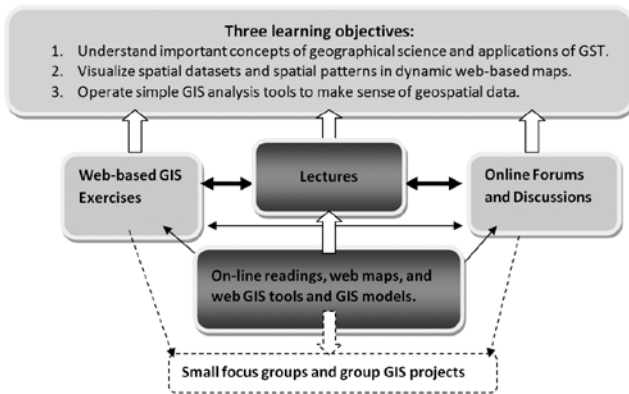 Three learning objectives:
1. Understand important concepts of geographical science and applications of GST.
2. Visualize spatial datasets and spatial patterns in dynamic web-based maps.
3. Operate simple GIS analysis tools to make sense of geospatial data.
Web-based GIS
Exercises
Lectures
Online Forums
and Discussions
On-line readings, web maps, and
web GIS tools and GIS models.
Small focus groups and group GIS projects